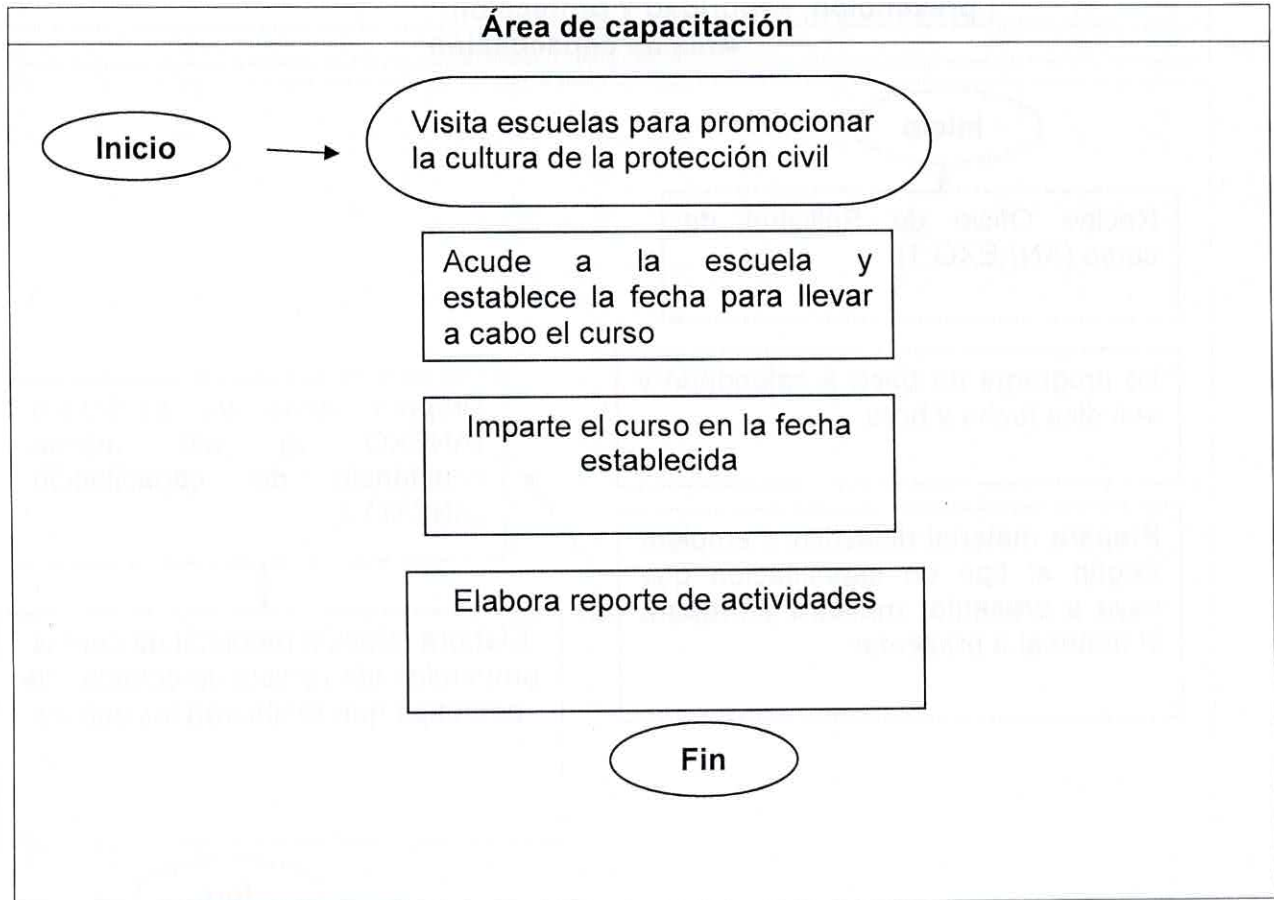 Área de capacitación
Inicio
Visita escuelas para promocionar
la cultura de la protección civil
Acude a la escuela y
establece la fecha para llevar
a cabo el curso
Imparte el curso en la fecha
establecida
Elabora reporte de actividades
Fin